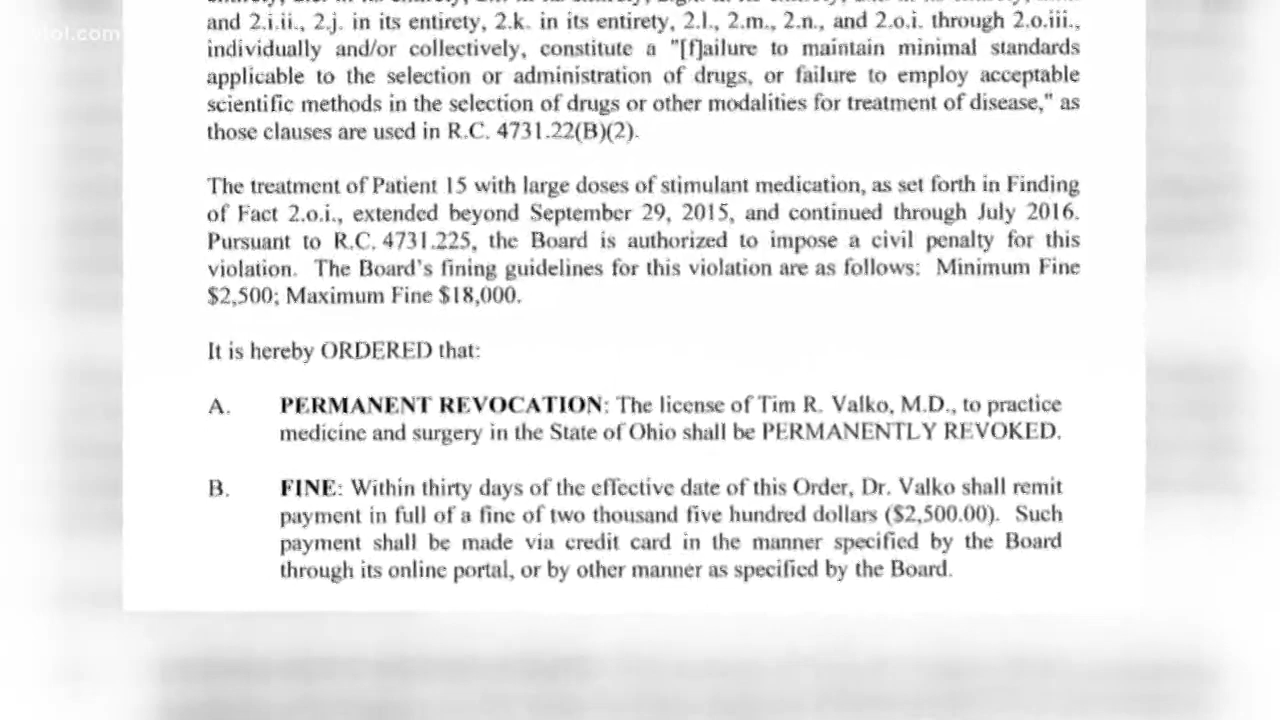 and 2.i.ii., 2.j. in its entirety, 2.k. in its entirety, 2.l., 2.m., 2.n., and 2.o.i. through 2.o.iii.,
individually and/or collectively, constitute a "[f]ailure to maintain minimal standards
applicable to the selection or administration of drugs, or failure to employ acceptable
scientific methods in the selection of drugs or other modalities for treatment of disease," as
those clauses are used in R.C. 4731.22(B)(2).
The treatment of Patient 15 with large doses of stimulant medication, as set forth in Finding
of Fact 2.o.i., extended beyond September 29, 2015, and continued through July 2016.
Pursuant to R.C. 4731.225, the Board is authorized to impose a civil penalty for this
violation. The Board's fining guidelines for this violation are as follows: Minimum Fine
$2,500; Maximum Fine $18,000.
It is hereby ORDERED that:
A. PERMANENT REVOCATION: The license of Tim R. Valko, M.D., to practice
medicine and surgery in the State of Ohio shall be PERMANENTLY REVOKED.
B. FINE: Within thirty days of the effective date of this Order, Dr. Valko shall remit
payment in full of a fine of two thousand five hundred dollars ($2,500.00). Such
payment shall be made via credit card in the manner specified by the Board
through its online portal, or by other manner as specified by the Board.